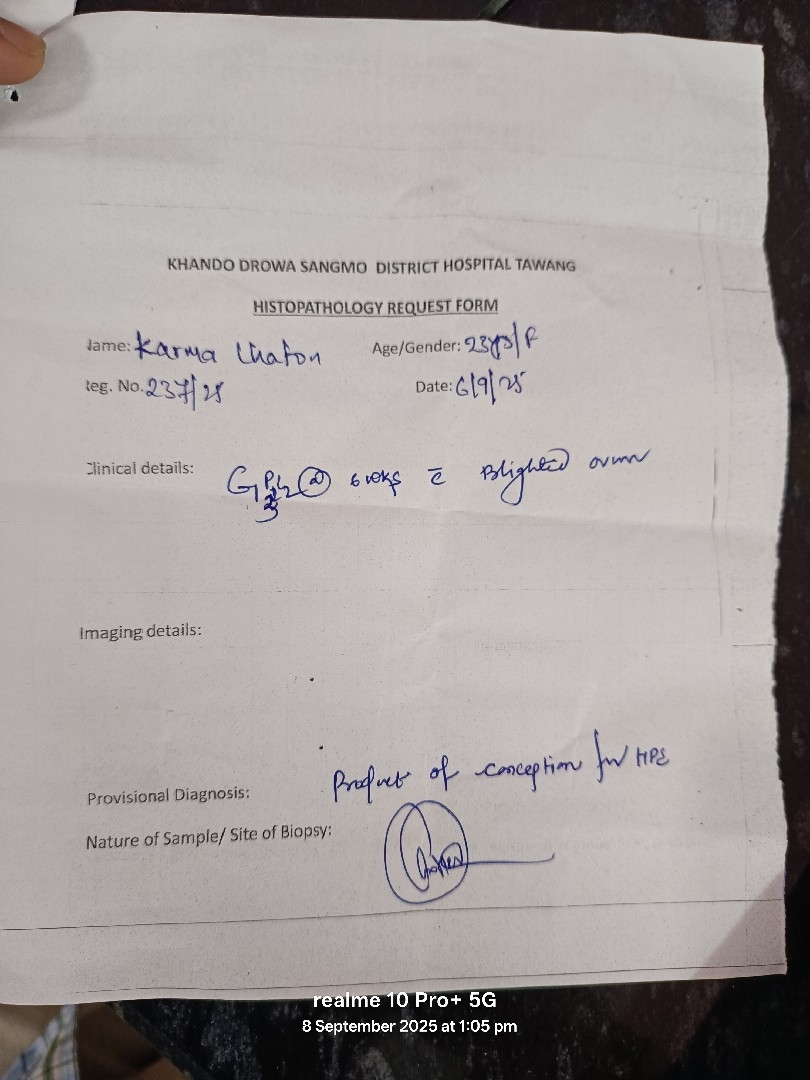 KHANDO DROWA SANGMO DISTRICT HOSPITAL TAWANG
HISTOPATHOLOGY REQUEST FORM
Name: Karma Lhaton Age/Gender: 23yrs/F
Reg. No. 237/25 Date: 6/9/25
Clinical details: 6 wks c̄ Blighted ovum
Imaging details:
Provisional Diagnosis: Product of conception for HPE
Nature of Sample/ Site of Biopsy:
realme 10 Pro+ 5G
8 September 2025 at 1:05 pm